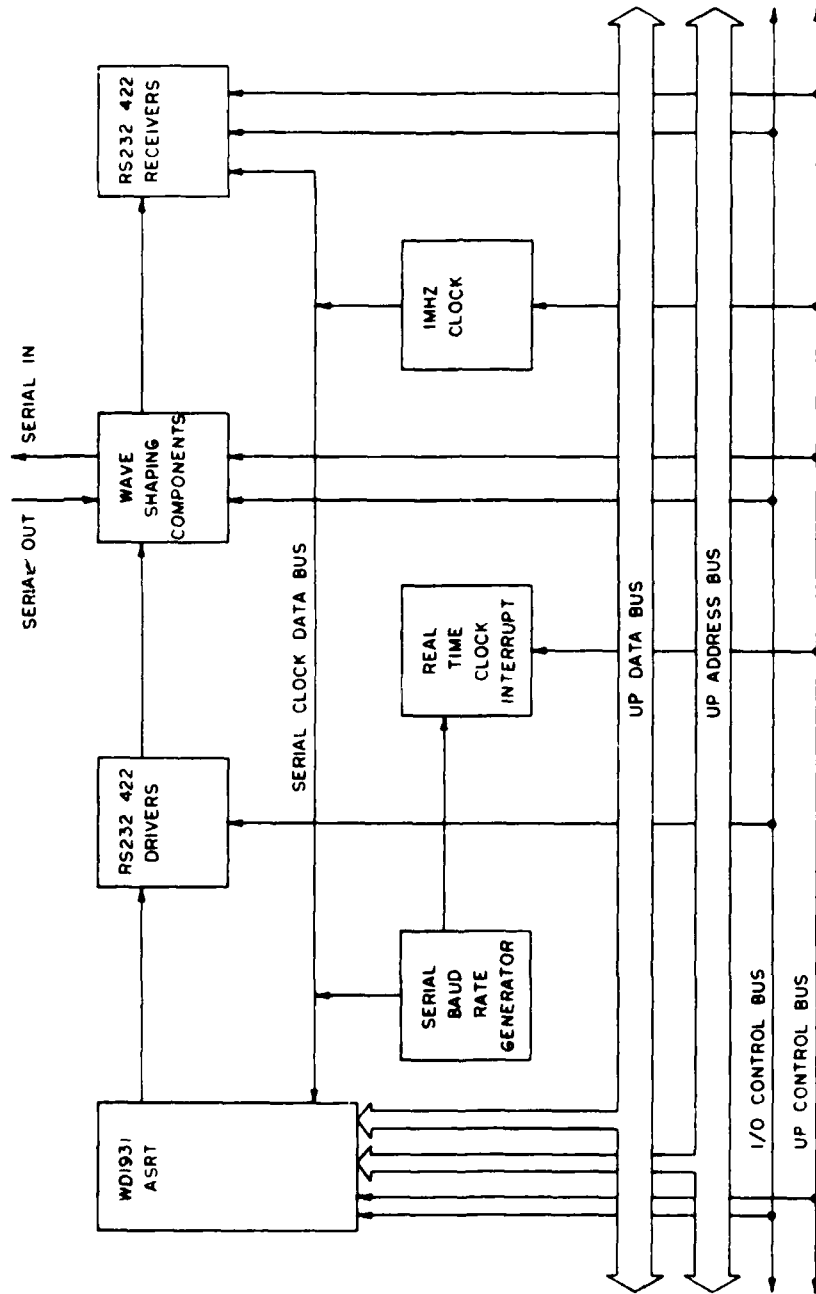 WD1931
ASRT
RS232 422
DRIVERS
SERIAL OUT
SERIAL IN
WAVE
SHAPING
COMPONENTS
RS232 422
RECEIVERS
SERIAL CLOCK DATA BUS
SERIAL
BAUD
RATE
GENERATOR
REAL
TIME
CLOCK
INTERRUPT
1MHZ
CLOCK
UP DATA BUS
UP ADDRESS BUS
I/O CONTROL BUS
UP CONTROL BUS